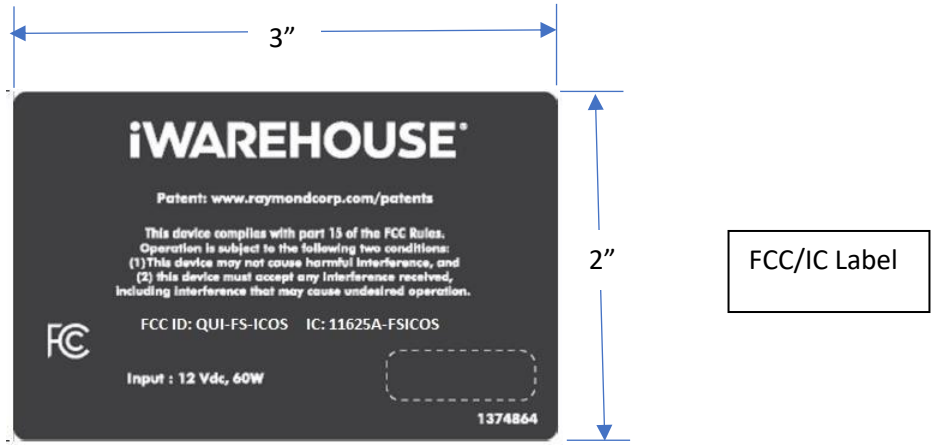 3”
iWAREHOUSE
Patent: www.raymondcorp.com/patents
This device complies with part 15 of the FCC Rules.
Operation is subject to the following two conditions:
(1)This device may not cause harmful interference, and
(2) this device must accept any interference received,
including interference that may cause undesired operation.
2”
FCC/IC Label
FCC ID: QUI-FS-ICOS IC: 11625A-FSICOS
FC
Input : 12 Vdc, 60W
1374864